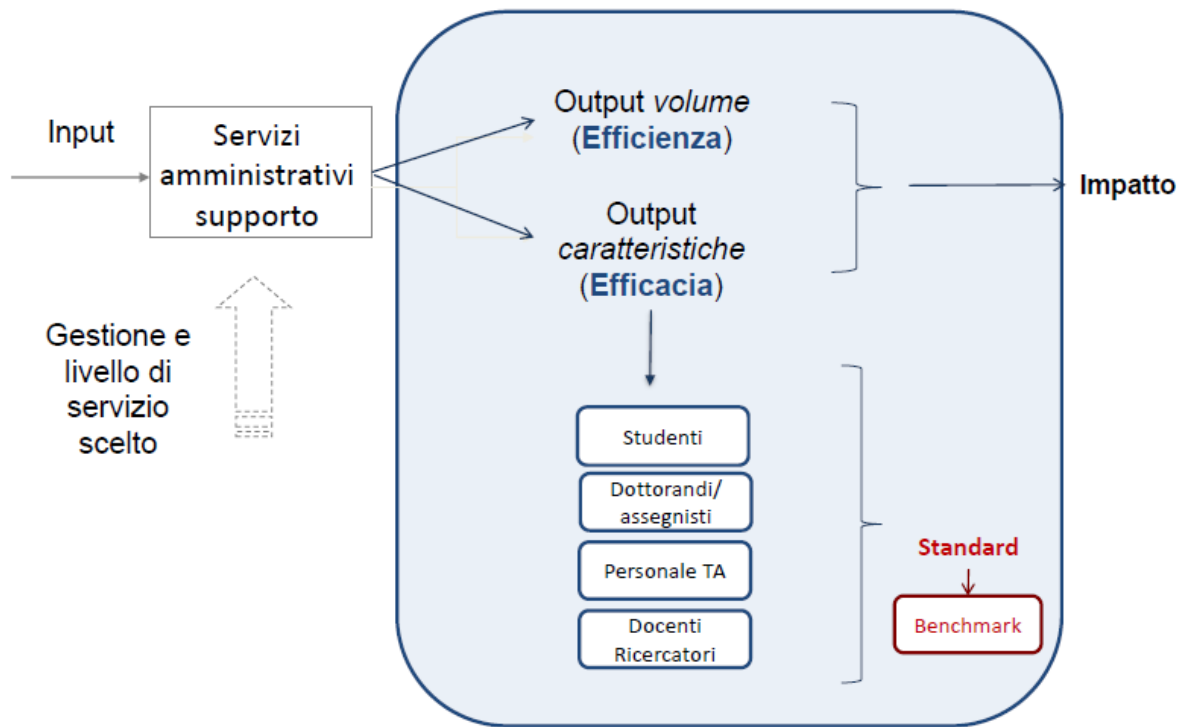 Input
Servizi
amministrativi
supporto
Gestione e
livello di
servizio
scelto
Output volume
(Efficienza)
Output
caratteristiche
(Efficacia)
Impatto
Studenti
Dottorandi/
assegnisti
Personale TA
Docenti
Ricercatori
Standard
Benchmark